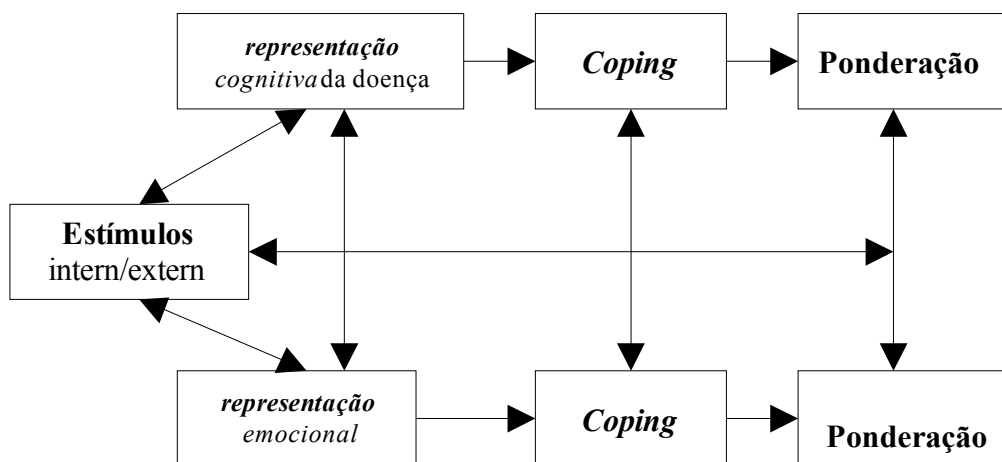 representação
cognitiva da doença
Coping
Ponderação
Estímulos
intern/extern
representação
emocional
Coping
Ponderação